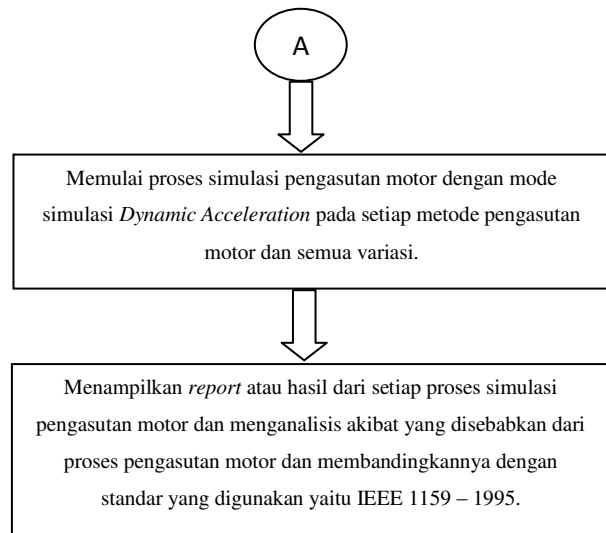 A
Memulai proses simulasi pengasutan motor dengan mode
simulasi Dynamic Acceleration pada setiap metode pengasutan
motor dan semua variasi.
Menampilkan report atau hasil dari setiap proses simulasi
pengasutan motor dan menganalisis akibat yang disebabkan dari
proses pengasutan motor dan membandingkannya dengan
standar yang digunakan yaitu IEEE 1159 – 1995.